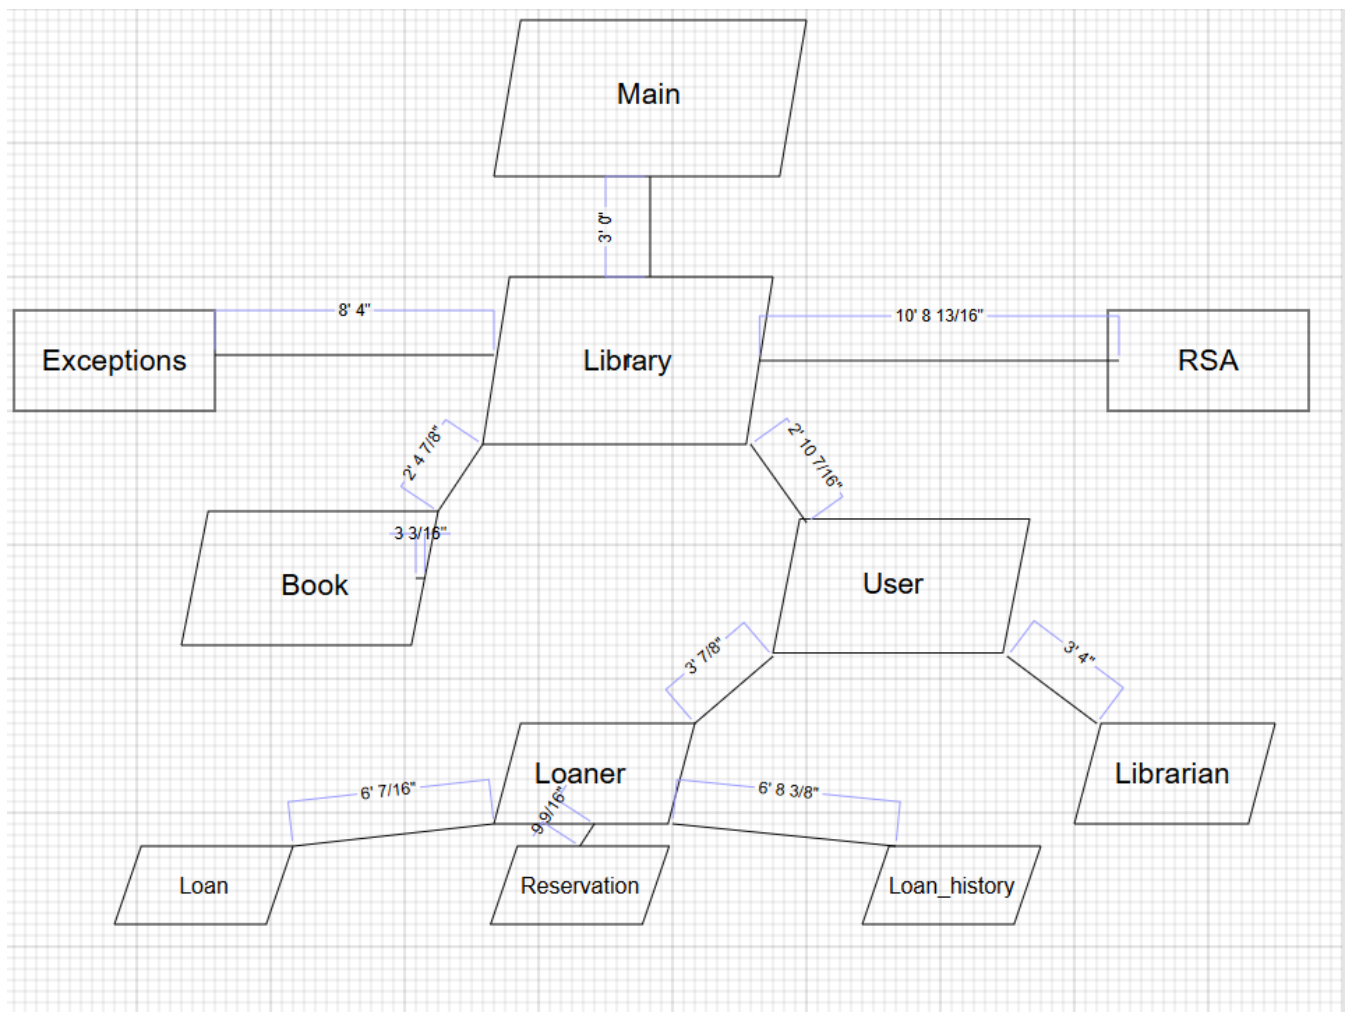 Main
3' 0"
8' 4"
10' 8 13/16"
Exceptions
Library
RSA
2' 4 7/8"
2' 10 7/16"
3 3/16"
Book
User
3' 7/8"
3' 4"
Loaner
Librarian
6' 7/16"
9 9/16"
6' 8 3/8"
Loan
Reservation
Loan_history